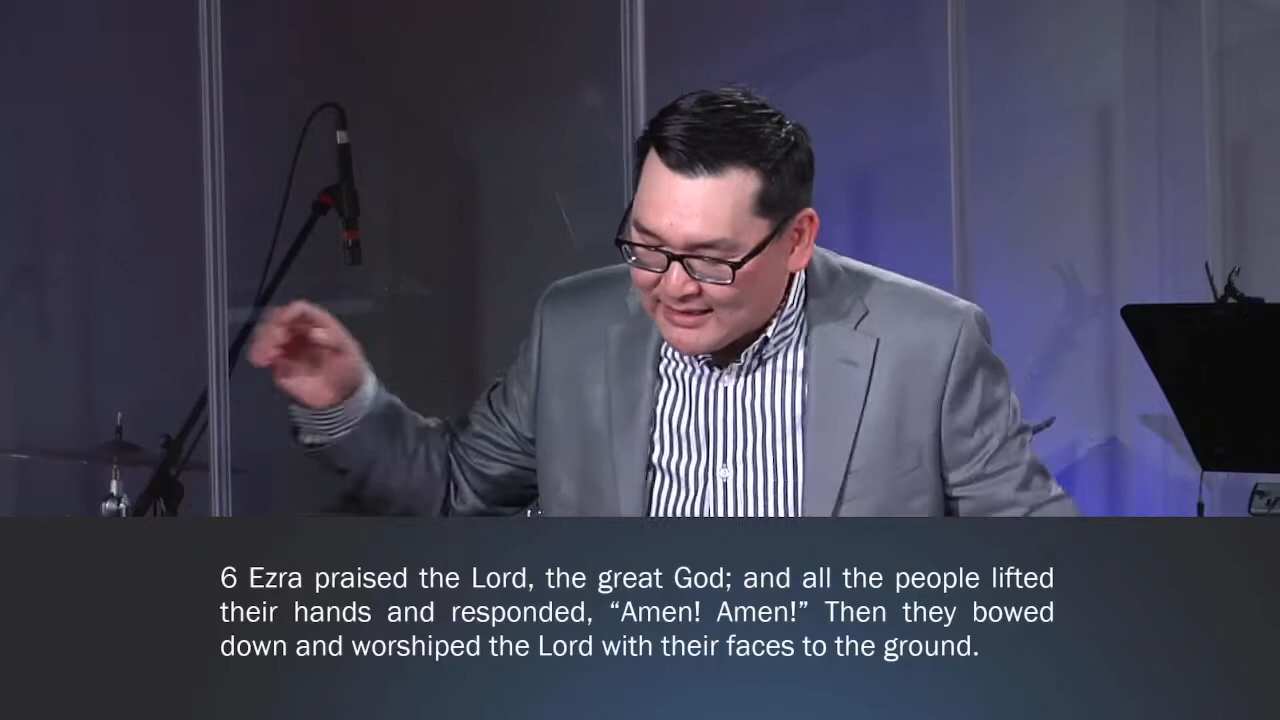 6 Ezra praised the Lord, the great God; and all the people lifted
their hands and responded, “Amen! Amen!” Then they bowed
down and worshiped the Lord with their faces to the ground.